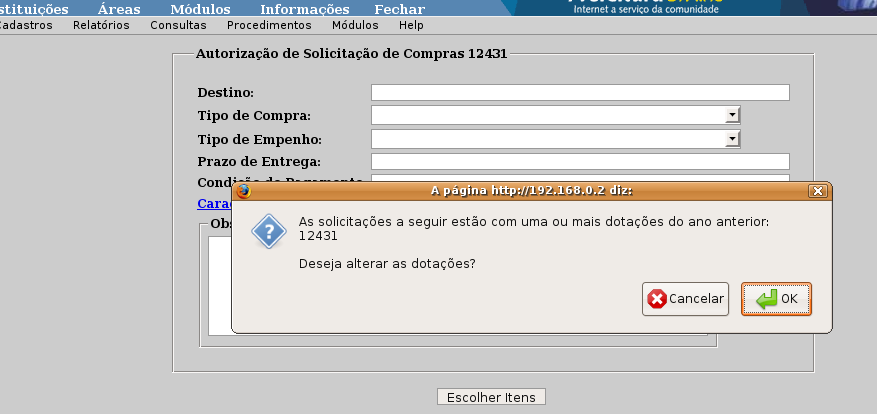 stituições Áreas Módulos Informações Fechar
Internet a serviço da comunidade
Cadastros Relatórios Consultas Procedimentos Módulos Help
Autorização de Solicitação de Compras 12431
Destino:
Tipo de Compra:
Tipo de Empenho:
Prazo de Entrega:
Condição de Pagamento
A página http://192.168.0.2 diz:
Cara
Obs
As solicitações a seguir estão com uma ou mais dotações do ano anterior:
12431
Deseja alterar as dotações?
Cancelar OK
Escolher Itens